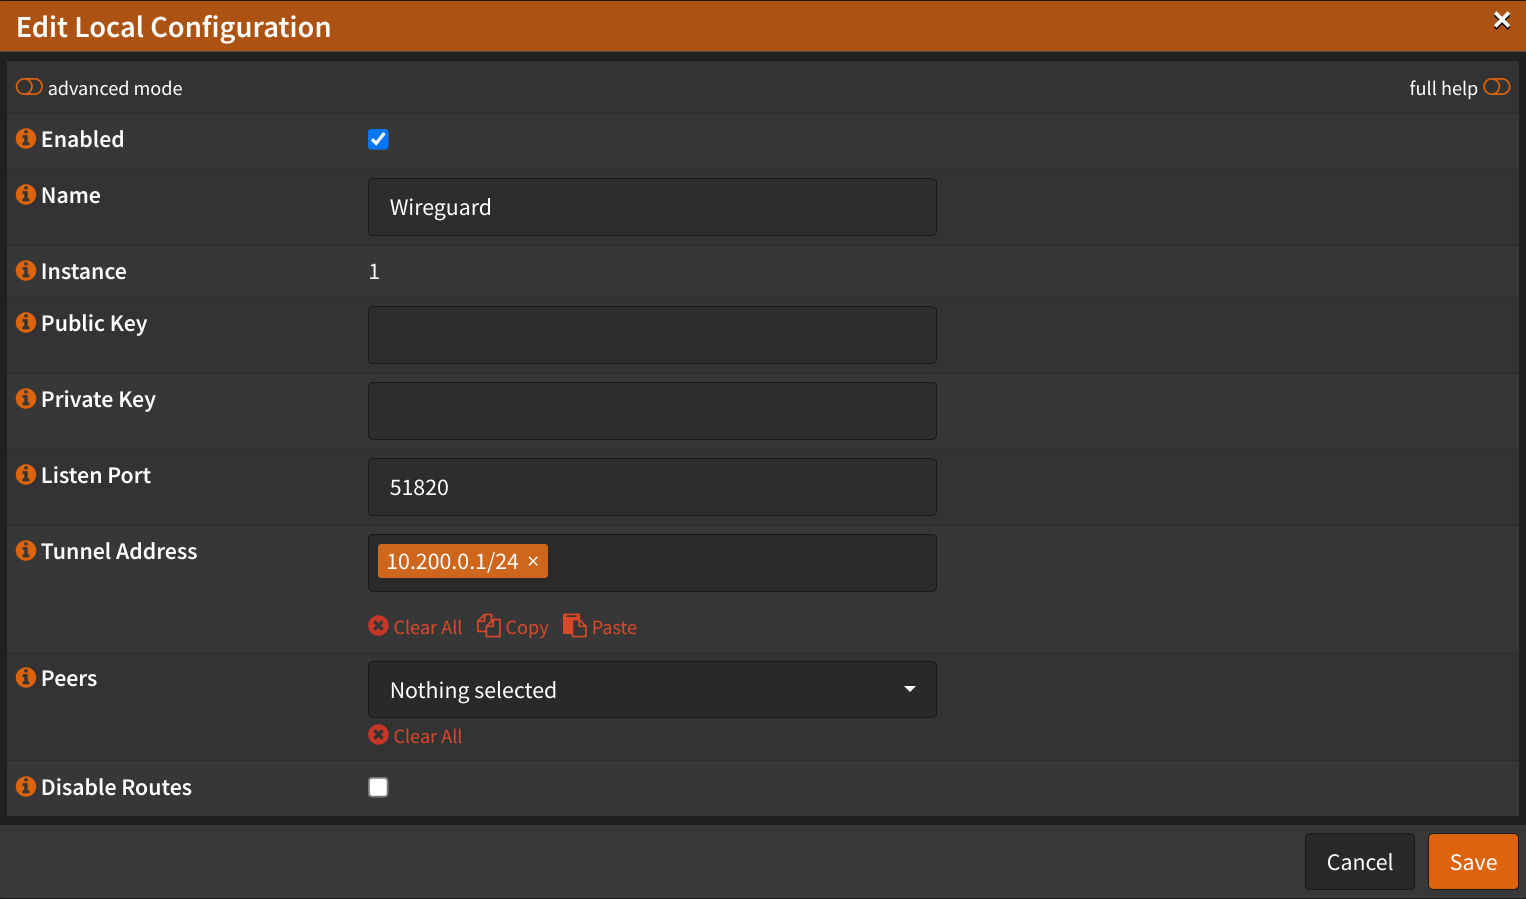 Edit Local Configuration
advanced mode
full help
Enabled
Name
Wireguard
Instance
1
Public Key
Private Key
Listen Port
51820
Tunnel Address
10.200.0.1/24 ×
Clear All Copy Paste
Peers
Nothing selected
Clear All
Disable Routes
Cancel
Save